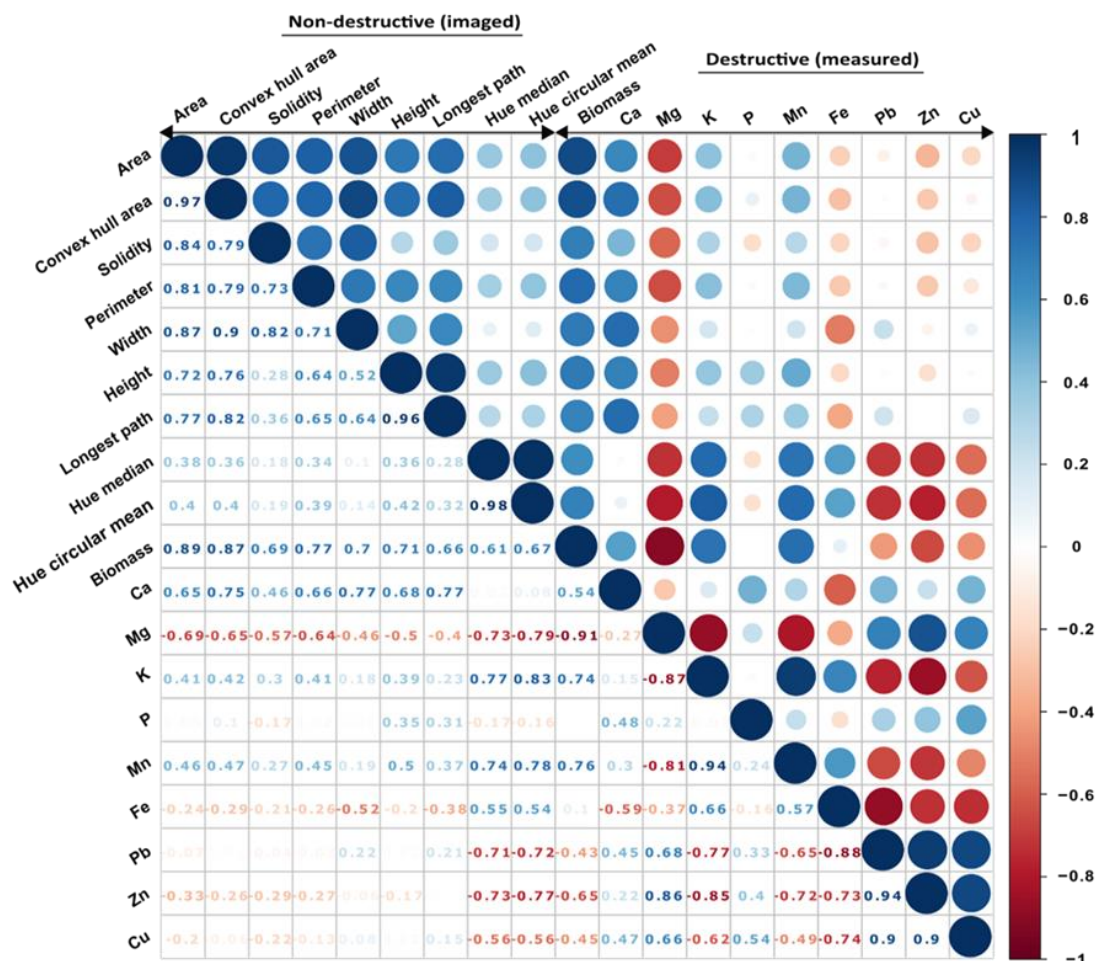 Non-destructive (imaged)
Destructive (measured)
Area Convex hull area Solidity Perimeter Width Height Longest path Hue median Hue circular mean Biomass Ca Mg K P Mn Fe Pb Zn Cu
Area 1
Convex hull area 0.97 0.8
Solidity 0.84 0.79
Perimeter 0.81 0.79 0.73 0.6
Width 0.87 0.9 0.82 0.71
Height 0.72 0.76 0.28 0.64 0.52 0.4
Longest path 0.77 0.82 0.36 0.65 0.64 0.96
Hue median 0.38 0.36 0.18 0.34 0.1 0.36 0.28 0.2
Hue circular mean 0.4 0.4 0.19 0.39 0.14 0.42 0.32 0.98
Biomass 0.89 0.87 0.69 0.77 0.7 0.71 0.66 0.61 0.67 0
Ca 0.65 0.75 0.46 0.66 0.77 0.68 0.77 0.08 0.54
Mg -0.69 -0.65 -0.57 -0.64 -0.46 -0.5 -0.4 -0.73 -0.79 -0.91 -0.27 -0.2
K 0.41 0.42 0.3 0.41 0.18 0.39 0.23 0.77 0.83 0.74 0.15 -0.87
P 0.1 -0.17 0.35 0.31 -0.17 -0.16 0.48 0.22 -0.4
Mn 0.46 0.47 0.27 0.45 0.19 0.5 0.37 0.74 0.78 0.76 0.3 -0.81 0.94 0.24
Fe -0.24 -0.29 -0.21 -0.26 -0.52 -0.2 -0.38 0.55 0.54 0.1 -0.59 -0.37 0.66 -0.16 0.57 -0.6
Pb -0.07 0.22 0.21 -0.71 -0.72 -0.43 0.45 0.68 -0.77 0.33 -0.65 -0.88
Zn -0.33 -0.26 -0.29 -0.27 -0.17 -0.73 -0.77 -0.65 0.22 0.86 -0.85 0.4 -0.72 -0.73 0.94 -0.8
Cu -0.2 -0.22 -0.13 0.08 0.15 -0.56 -0.56 -0.45 0.47 0.66 -0.62 0.54 -0.49 -0.74 0.9 0.9
-1